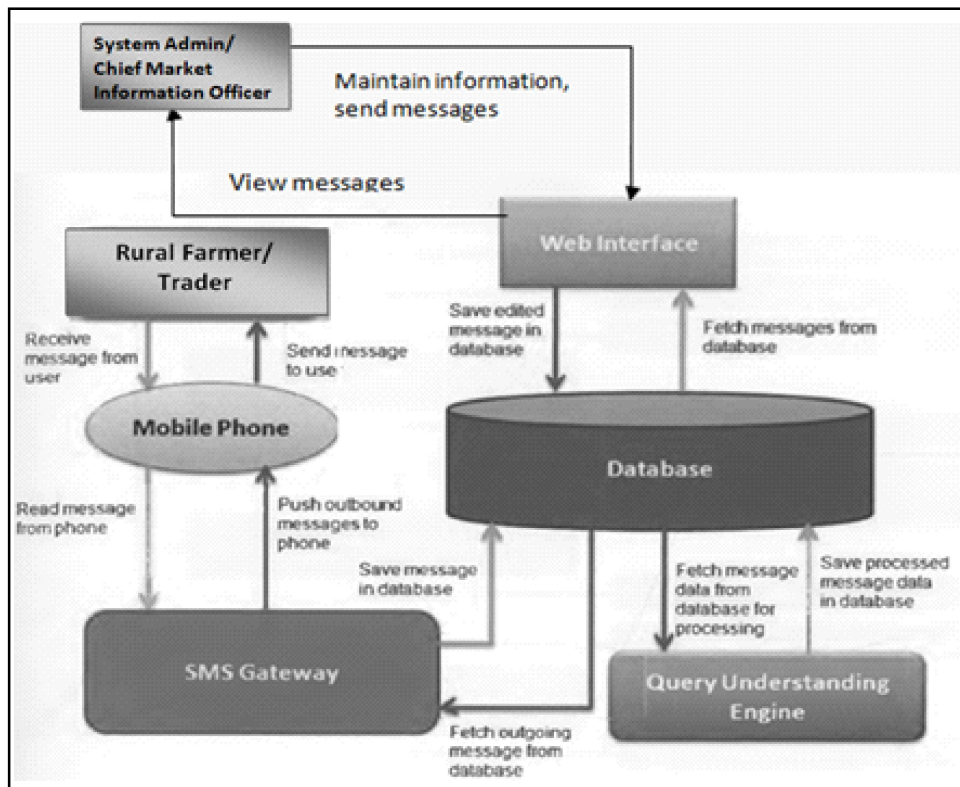 System Admin/
Chief Market
Information Officer
Maintain information,
send messages
View messages
Web Interface
Rural Farmer/
Trader
Save edited
message in
database
Fetch messages from
database
Receive
message from
user
Send message
to use
Mobile Phone
Database
Read message
from phone
Push outbound
messages to
phone
Save message
in database
Fetch message
data from
database for
processing
Save processed
message data
in database
SMS Gateway
Query Understanding
Engine
Fetch outgoing
message from
database